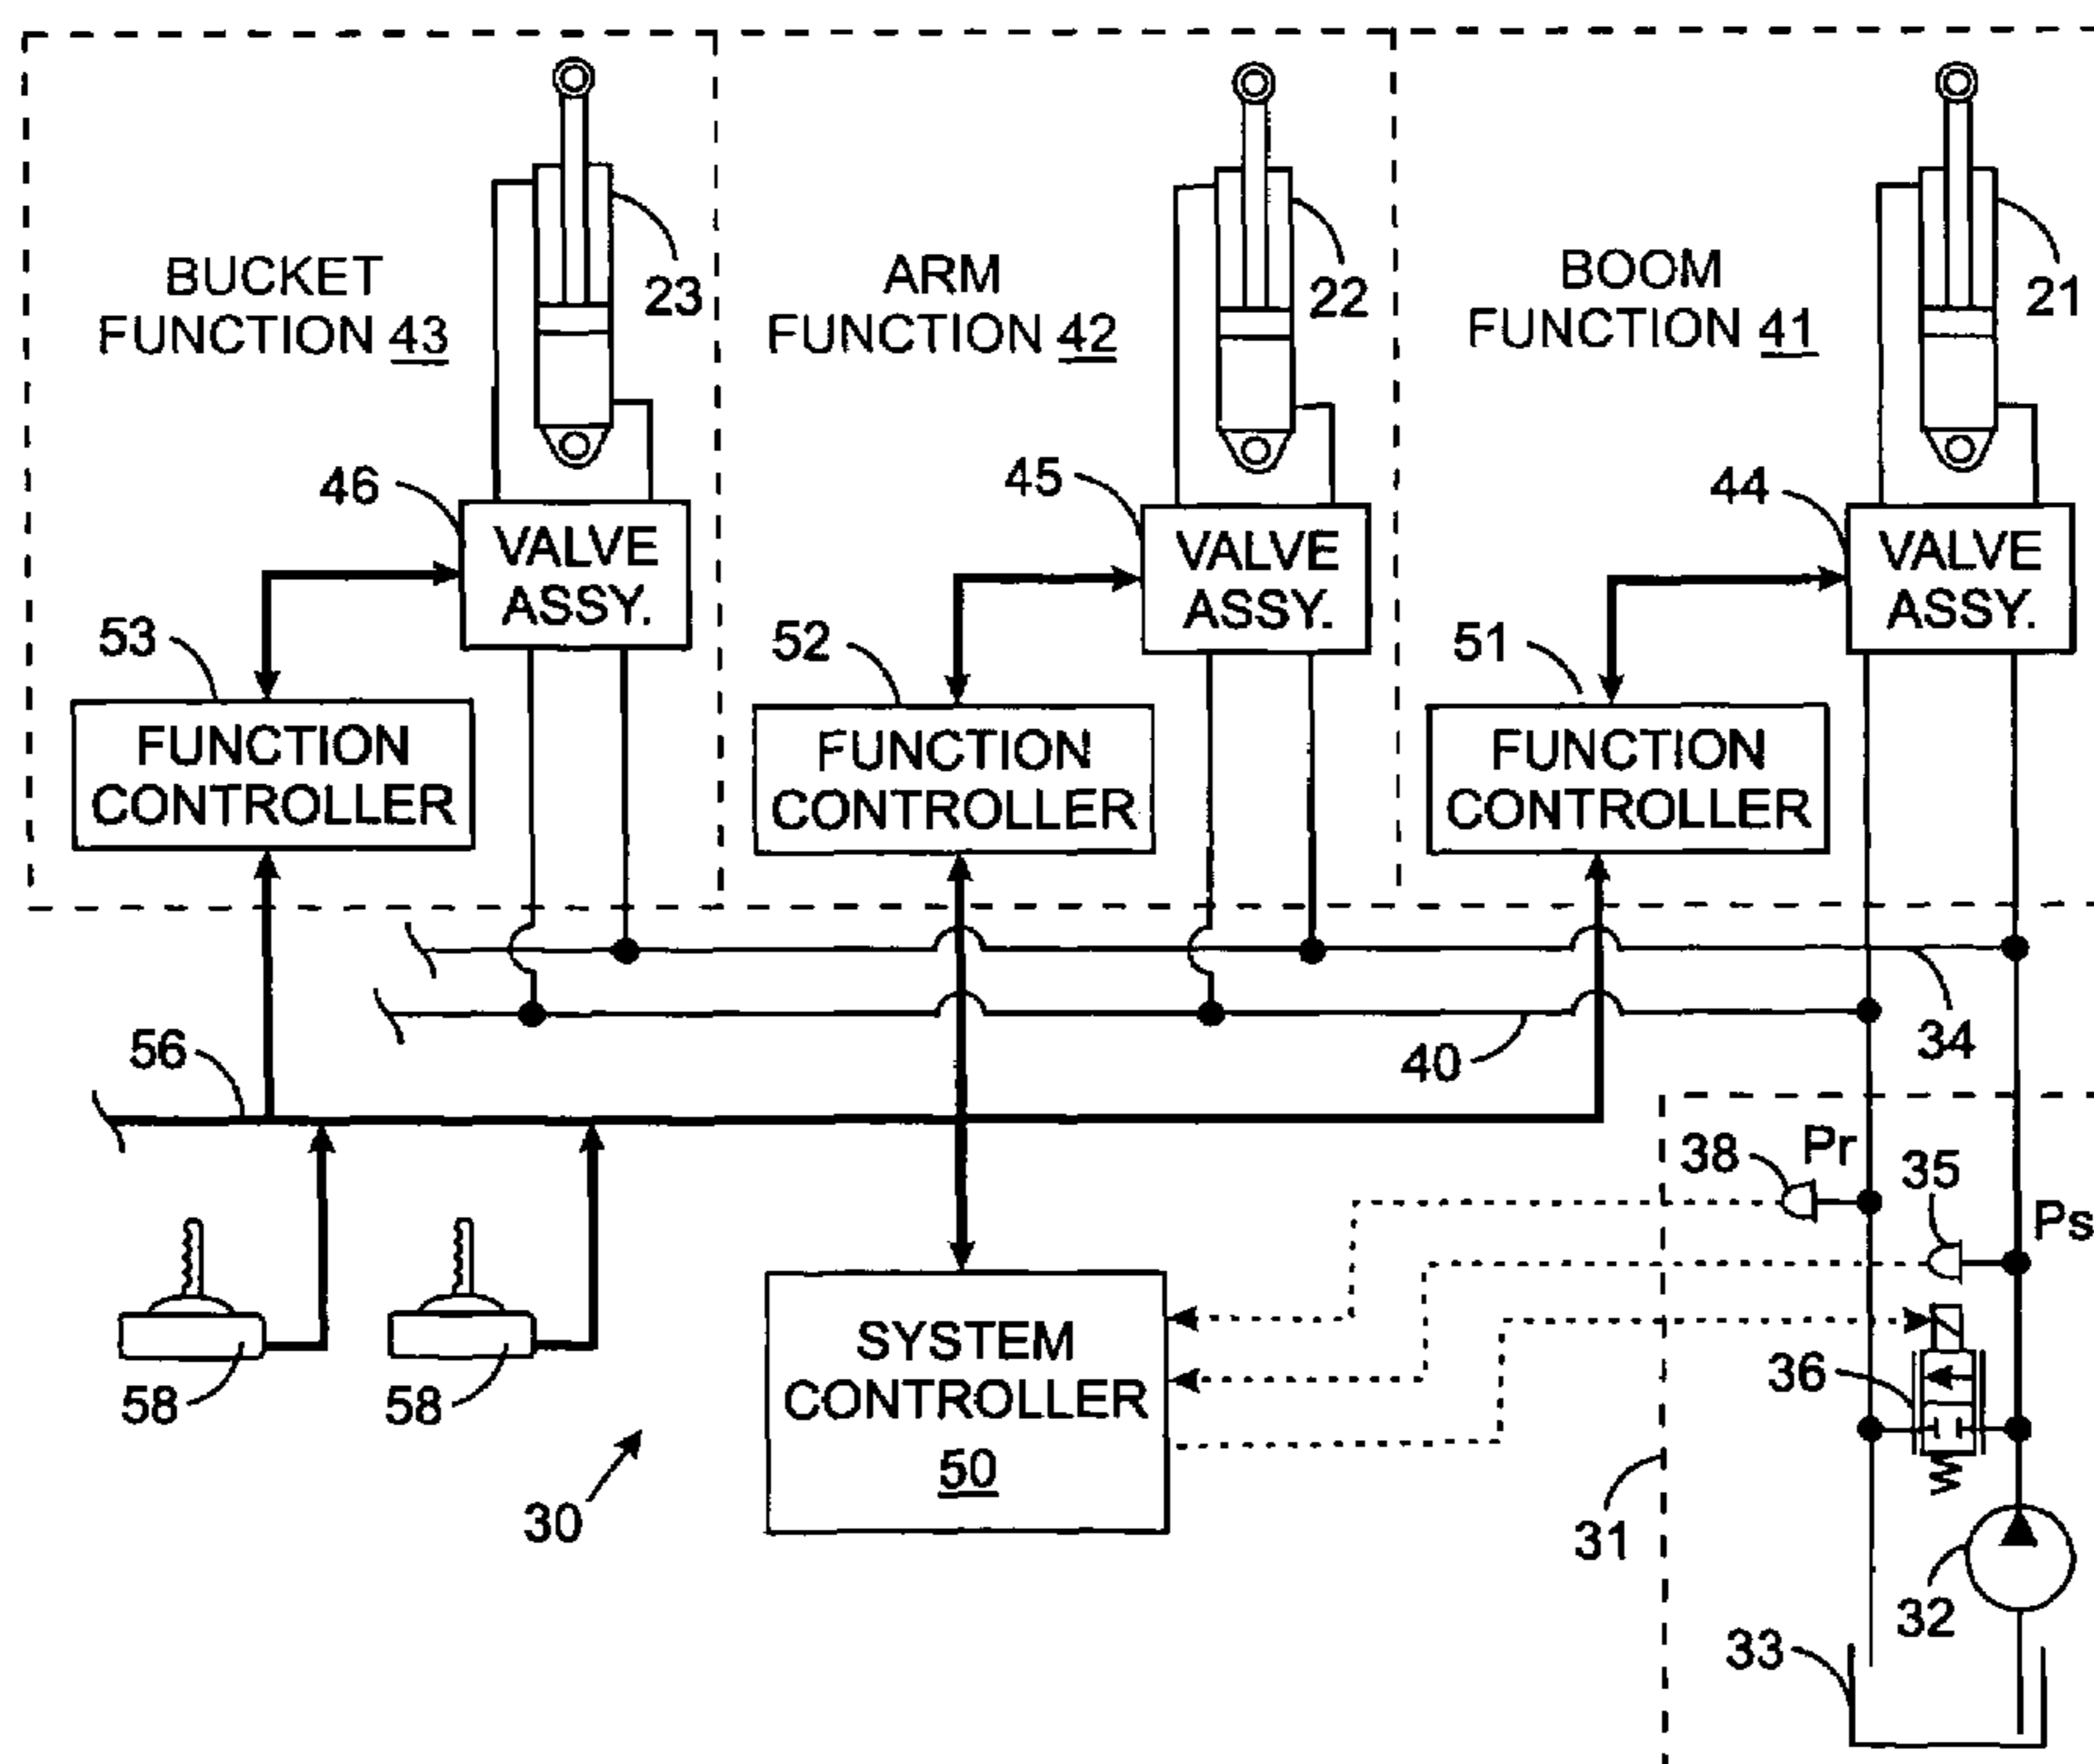 BUCKET
FUNCTION 43
23
ARM
FUNCTION 42
22
BOOM
FUNCTION 41
21
46
VALVE
ASSY.
45
VALVE
ASSY.
44
VALVE
ASSY.
53
FUNCTION
CONTROLLER
52
FUNCTION
CONTROLLER
51
FUNCTION
CONTROLLER
34
40
56
38
Pr
35
Ps
58
58
SYSTEM
CONTROLLER
50
36
30
31
32
33